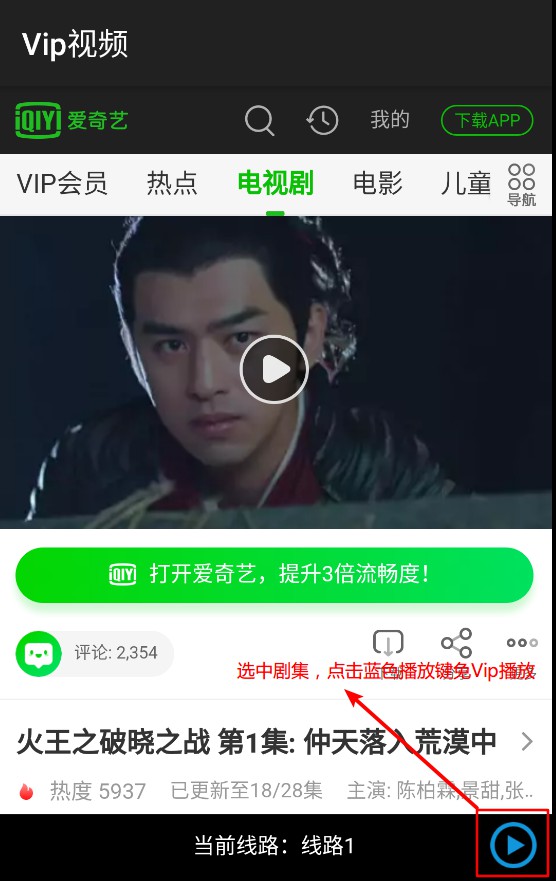 Vip视频
QIY 爱奇艺 我的 下载APP
VIP会员 热点 电视剧 电影 儿童 导航
QIY 打开爱奇艺，提升3倍流畅度！
评论: 2,354
选中剧集，点击蓝色播放键免Vip播放
火王之破晓之战 第1集: 仲天落入荒漠中
热度 5937 已更新至18/28集 主演: 陈柏霖,景甜,张...
当前线路：线路1